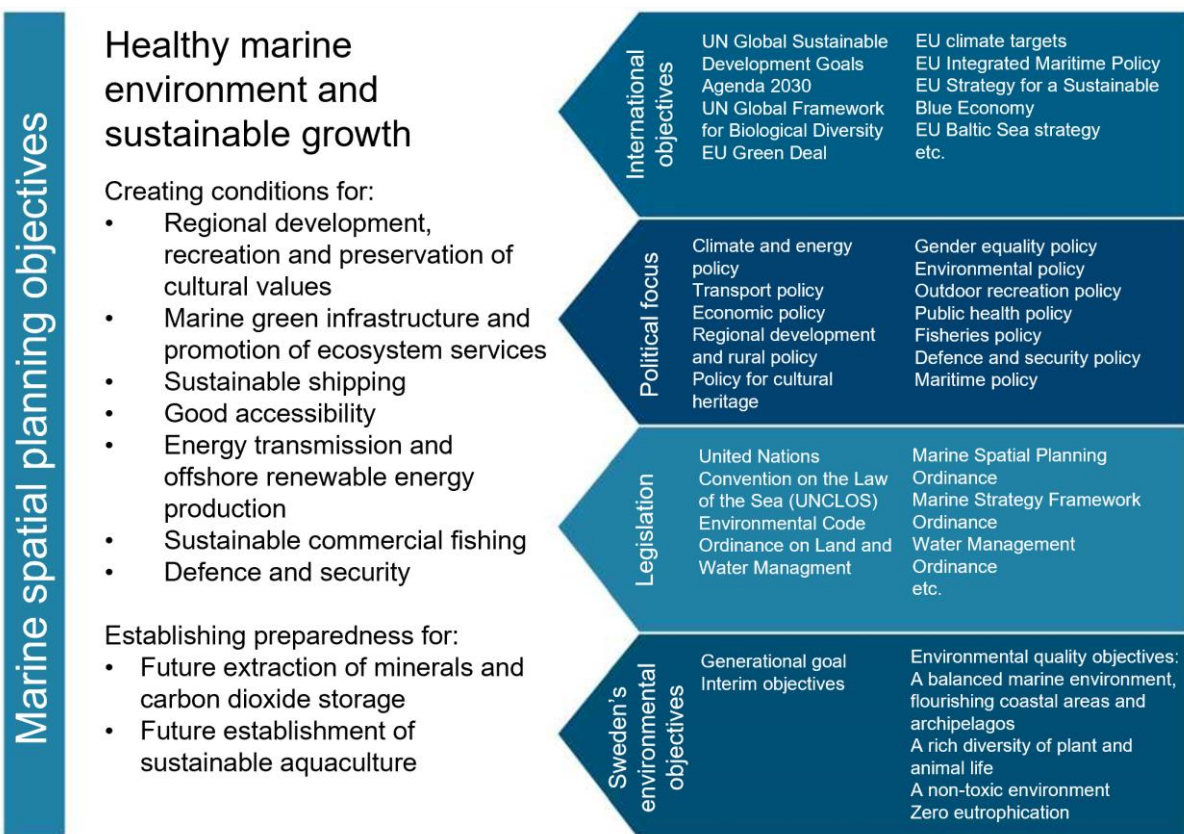 Marine spatial planning objectives
Healthy marine
environment and
sustainable growth
Creating conditions for:
• Regional development,
recreation and preservation of
cultural values
• Marine green infrastructure and
promotion of ecosystem services
• Sustainable shipping
• Good accessibility
• Energy transmission and
offshore renewable energy
production
• Sustainable commercial fishing
• Defence and security
Establishing preparedness for:
• Future extraction of minerals and
carbon dioxide storage
• Future establishment of
sustainable aquaculture
International
objectives
UN Global Sustainable
Development Goals
Agenda 2030
UN Global Framework
for Biological Diversity
EU Green Deal
EU climate targets
EU Integrated Maritime Policy
EU Strategy for a Sustainable
Blue Economy
EU Baltic Sea strategy
etc.
Political focus
Climate and energy
policy
Transport policy
Economic policy
Regional development
and rural policy
Policy for cultural
heritage
Gender equality policy
Environmental policy
Outdoor recreation policy
Public health policy
Fisheries policy
Defence and security policy
Maritime policy
Legislation
United Nations
Convention on the Law
of the Sea (UNCLOS)
Environmental Code
Ordinance on Land and
Water Managment
Marine Spatial Planning
Ordinance
Marine Strategy Framework
Ordinance
Water Management
Ordinance
etc.
Sweden's
environmental
objectives
Generational goal
Interim objectives
Environmental quality objectives:
A balanced marine environment,
flourishing coastal areas and
archipelagos
A rich diversity of plant and
animal life
A non-toxic environment
Zero eutrophication